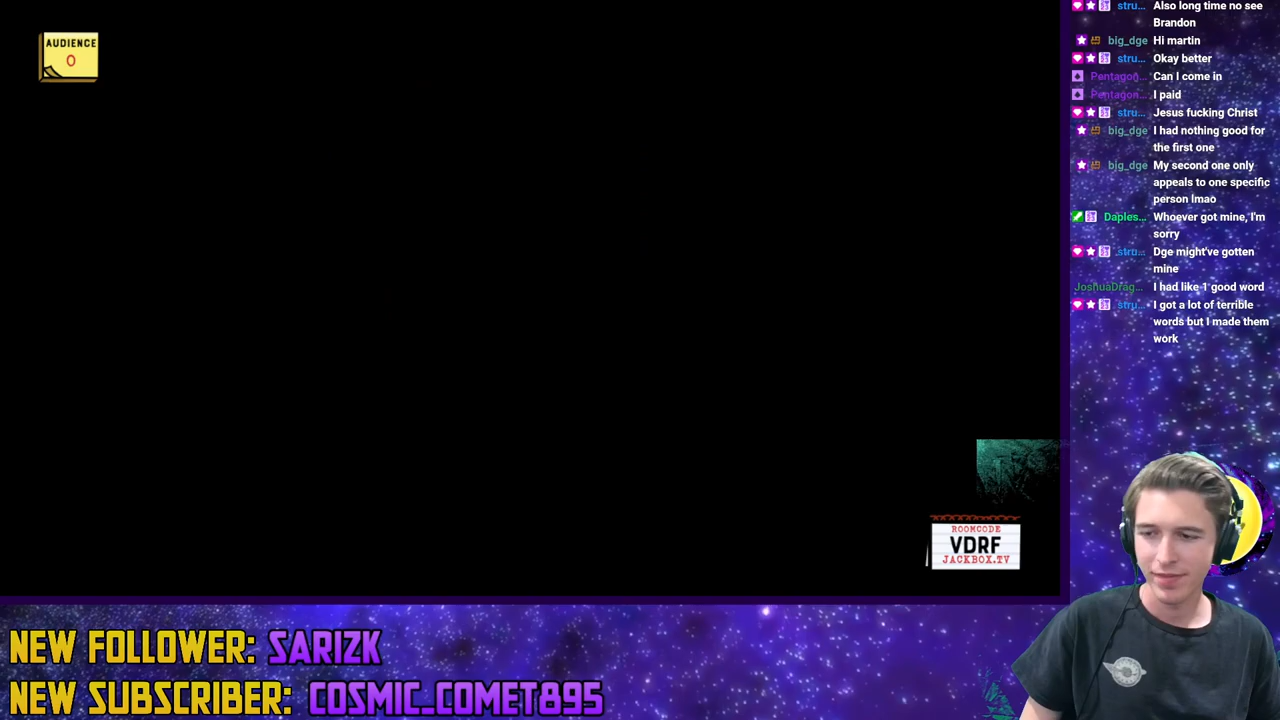 AUDIENCE
0
ROOMCODE
VDRF
JACKBOX.TV
stru... Also long time no see
Brandon
big_dge Hi martin
stru... Okay better
Pentagon... Can I come in
Pentagon... I paid
stru... Jesus fucking Christ
big_dge I had nothing good for
the first one
big_dge My second one only
appeals to one specific
person lmao
Daples... Whoever got mine, I'm
sorry
stru... Dge might've gotten
mine
JoshuaDrag... I had like 1 good word
stru... I got a lot of terrible
words but I made them
work
NEW FOLLOWER: SARIZK
NEW SUBSCRIBER: COSMIC_COMET895